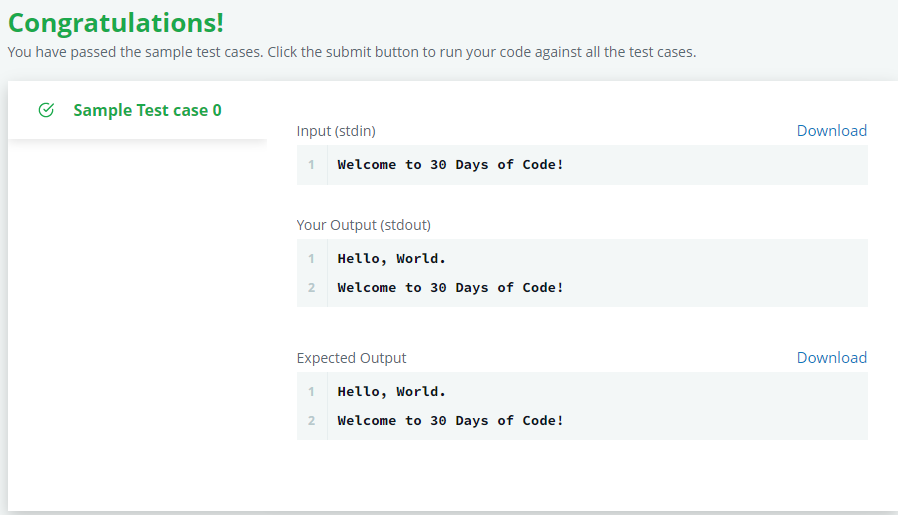 Congratulations!
You have passed the sample test cases. Click the submit button to run your code against all the test cases.
Sample Test case 0
Input (stdin)
Download
1 Welcome to 30 Days of Code!
Your Output (stdout)
1 Hello, World.
2 Welcome to 30 Days of Code!
Expected Output
Download
1 Hello, World.
2 Welcome to 30 Days of Code!